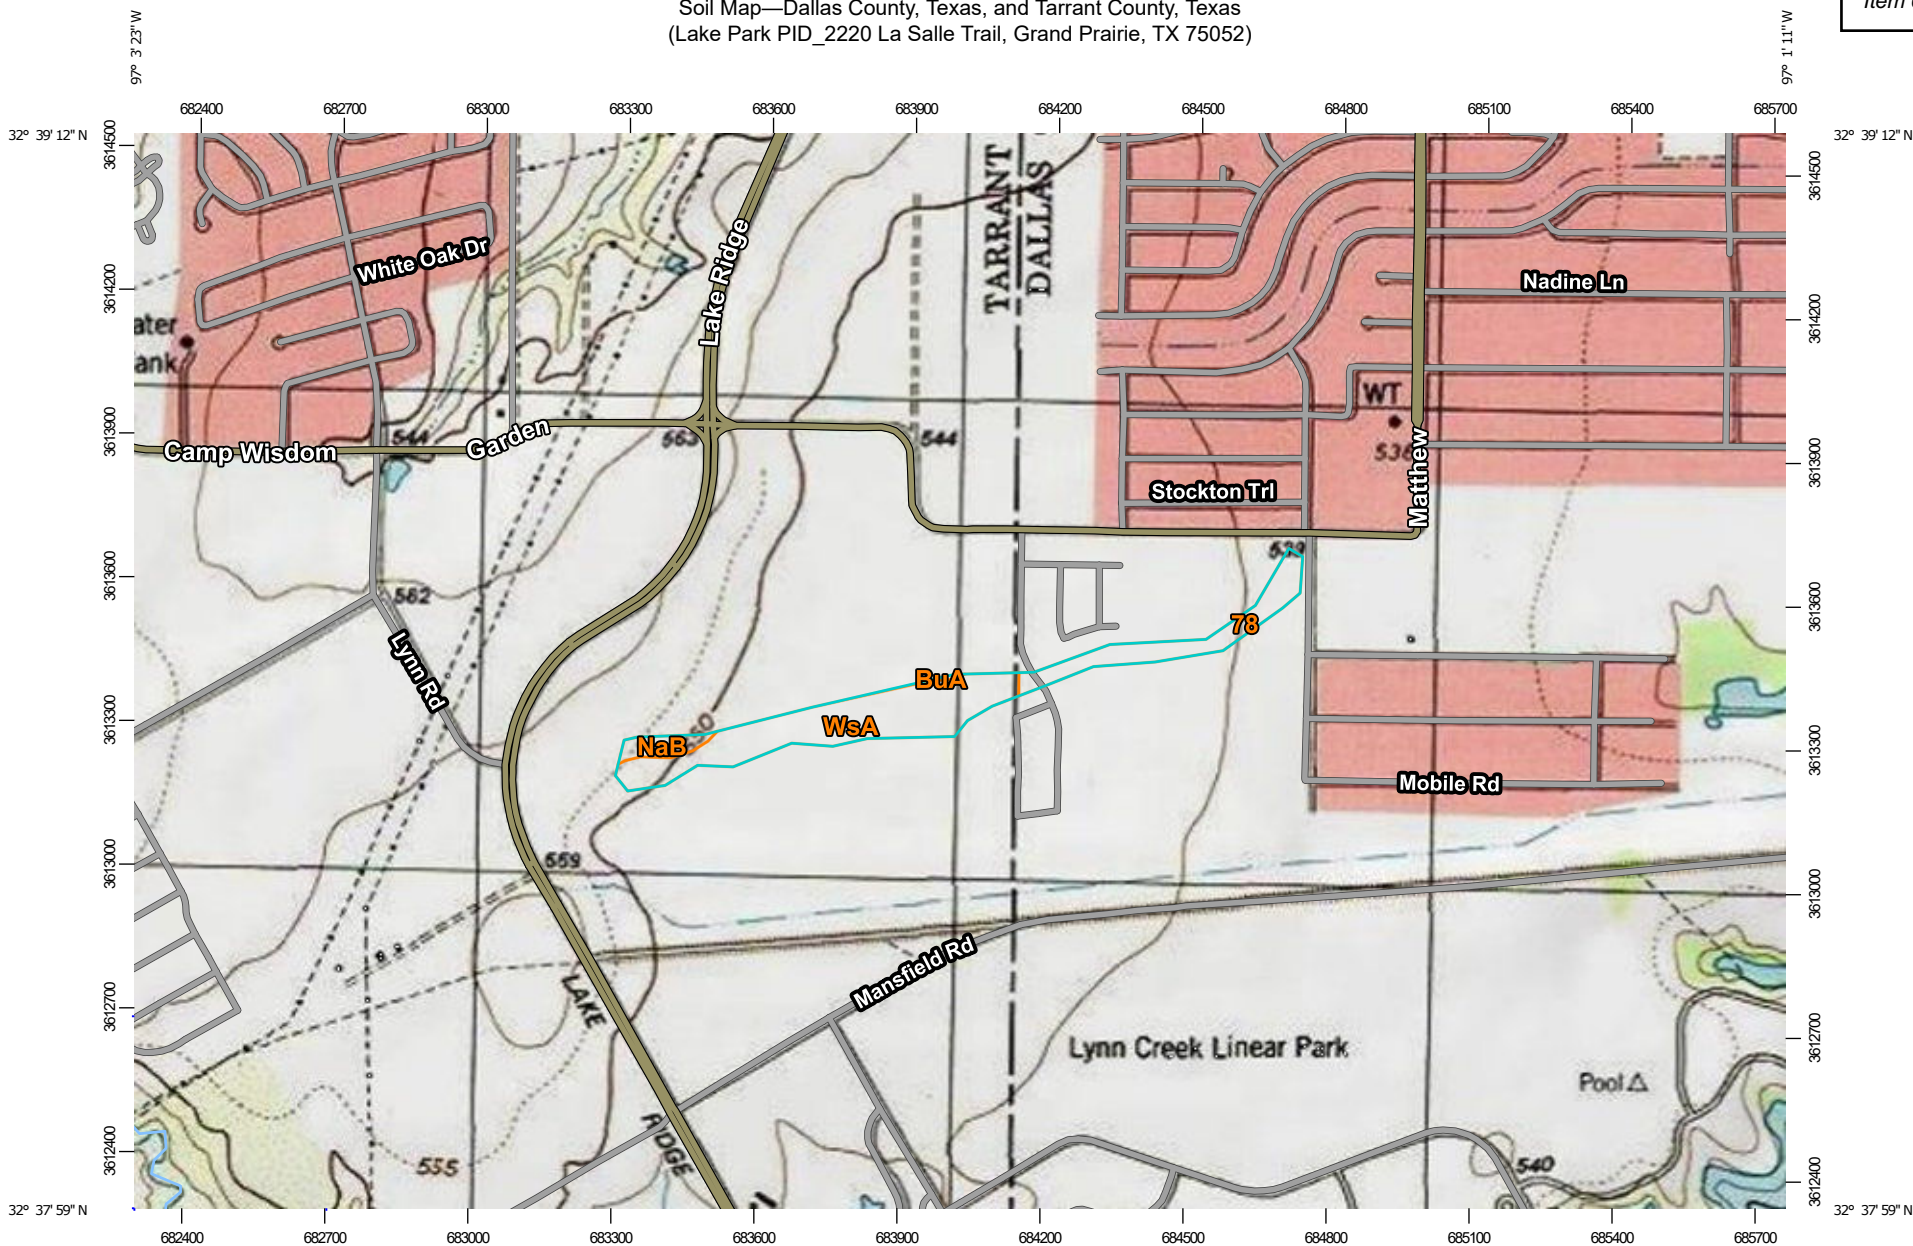 Soil Map—Dallas County, Texas, and Tarrant County, Texas
(Lake Park PID_2220 La Salle Trail, Grand Prairie, TX 75052)
97° 3' 23" W
97° 1' 11" W
682400 682700 683000 683300 683600 683900 684200 684500 684800 685100 685400 685700
32° 39' 12" N
32° 39' 12" N
3614500
3614500
TARRANT
DALLAS
White Oak Dr
Lake Ridge
Nadine Ln
3614200
3614200
ater
ank
WT
536
Camp Wisdom
Garden
544
563
544
3613900
3613900
Stockton Trl
Matthew
539
3613600
3613600
562
Lynn Rd
78
BuA
WsA
NaB
3613300
3613300
Mobile Rd
559
3613000
3613000
Mansfield Rd
LAKE
RIDGE
3612700
3612700
Lynn Creek Linear Park
Pool
555
540
3612400
3612400
32° 37' 59" N
32° 37' 59" N
682400 682700 683000 683300 683600 683900 684200 684500 684800 685100 685400 685700